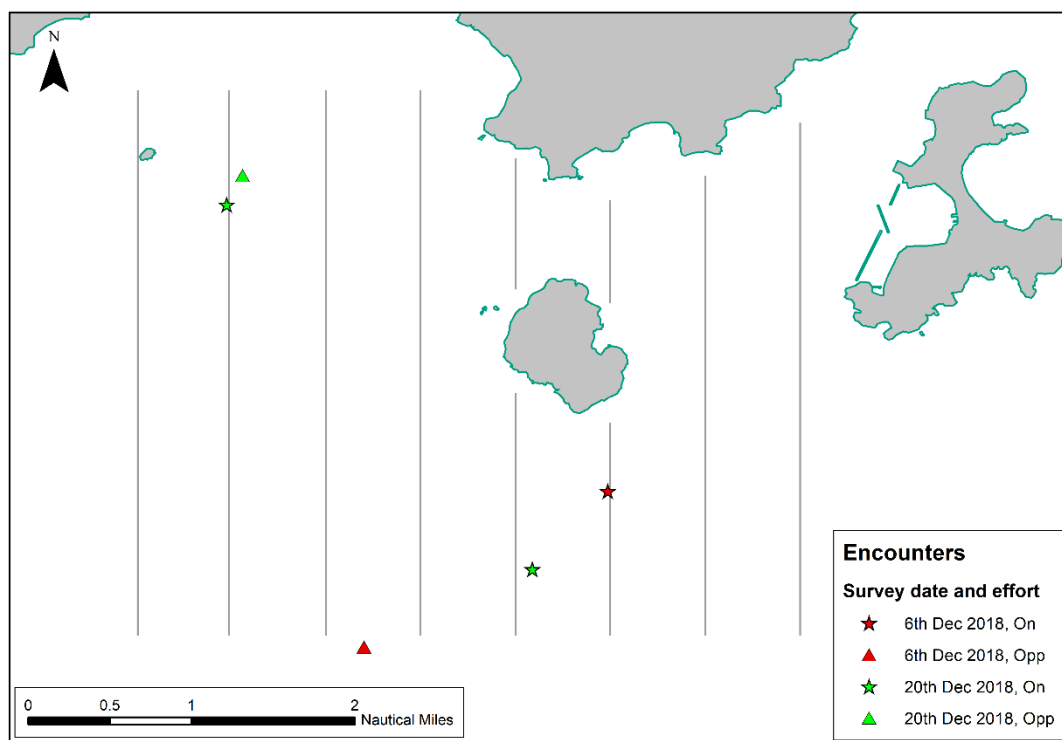 N
Encounters
Survey date and effort
6th Dec 2018, On
6th Dec 2018, Opp
20th Dec 2018, On
20th Dec 2018, Opp
0 0.5 1 2
Nautical Miles